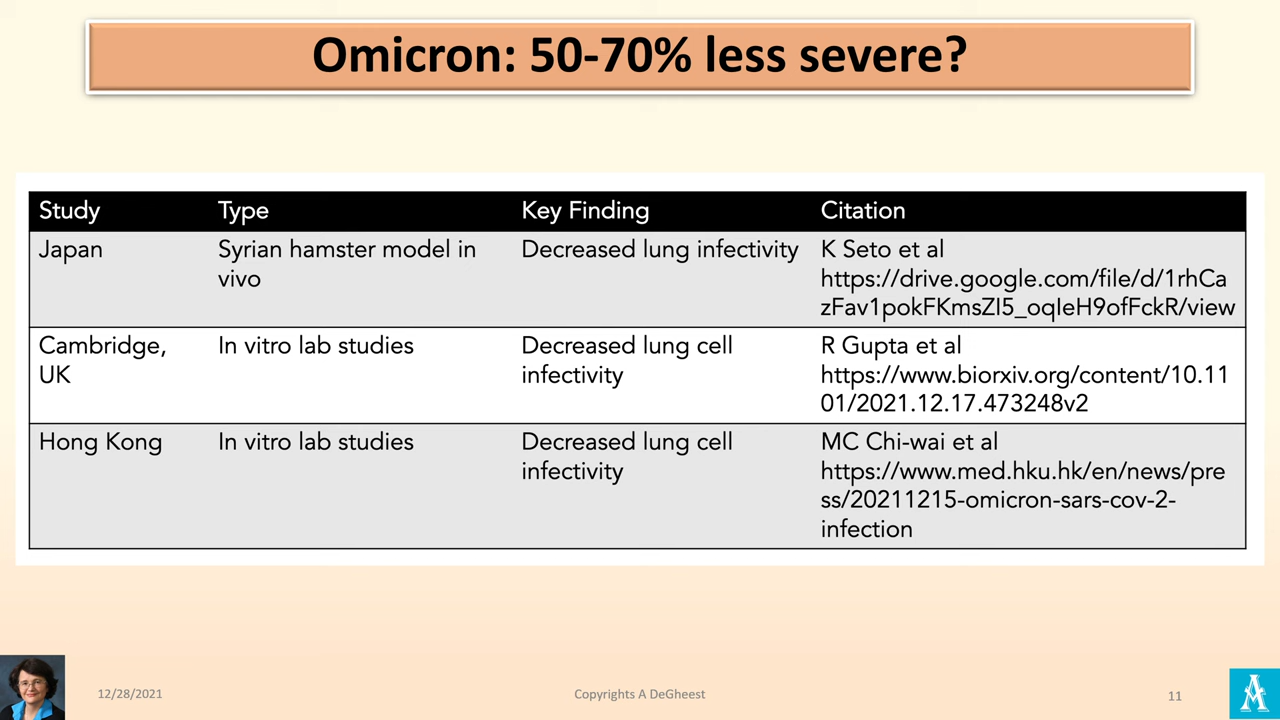 Omicron: 50-70% less severe?
Study Type Key Finding Citation
Japan
Syrian hamster model in
vivo
Decreased lung infectivity
K Seto et al
https://drive.google.com/file/d/1rhCa
zFav1pokFKmsZI5_oqIeH9ofFckR/view
Cambridge,
UK
In vitro lab studies
Decreased lung cell
infectivity
R Gupta et al
https://www.biorxiv.org/content/10.11
01/2021.12.17.473248v2
Hong Kong
In vitro lab studies
Decreased lung cell
infectivity
MC Chi-wai et al
https://www.med.hku.hk/en/news/pre
ss/20211215-omicron-sars-cov-2-
infection
12/28/2021
Copyrights A DeGheest
11
A